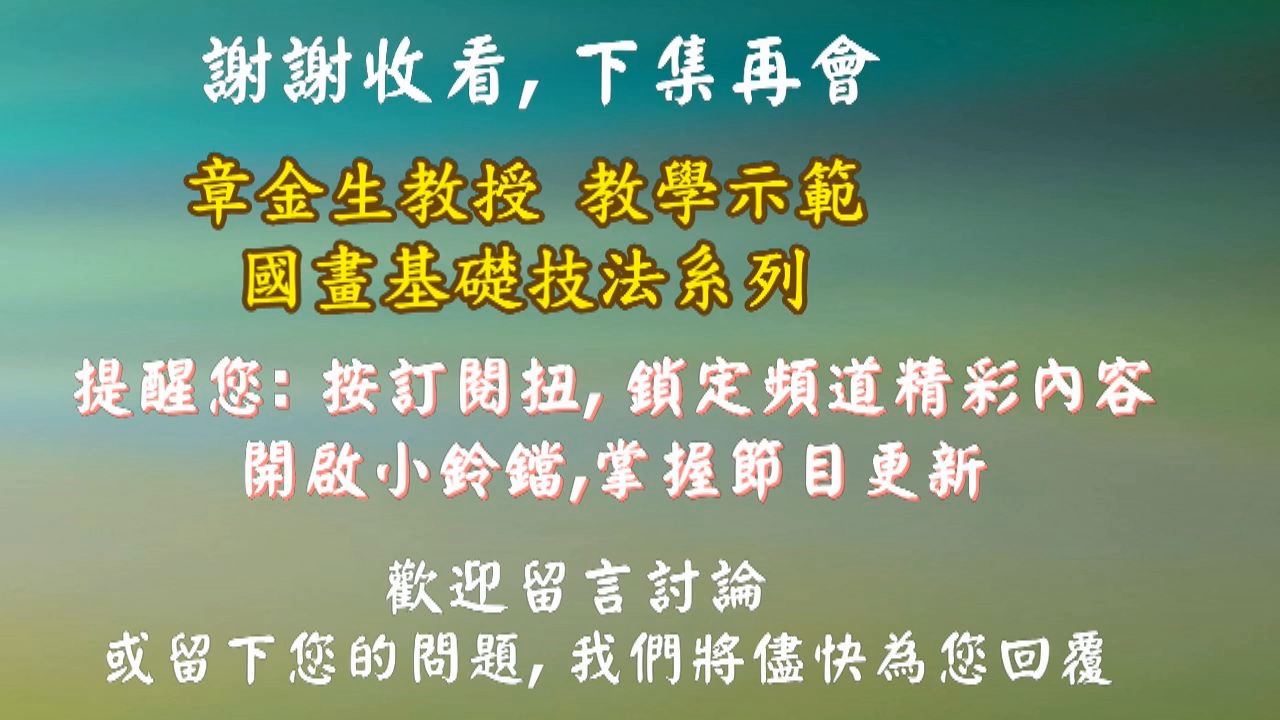 謝謝收看, 下集再會
章金生教授 教學示範
國畫基礎技法系列
提醒您: 按訂閱扭, 鎖定頻道精彩內容
開啟小鈴鐺,掌握節目更新
歡迎留言討論
或留下您的問題, 我們將儘快為您回覆